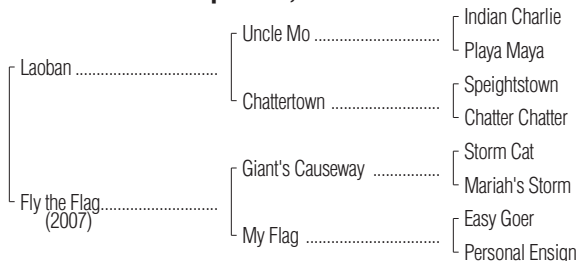 Indian Charlie
Uncle Mo ..................................
Playa Maya
Laoban ......................................
Speightstown
Chattertown .............................
Chatter Chatter
Storm Cat
Giant's Causeway ..................
Mariah's Storm
Fly the Flag...............................
(2007)
Easy Goer
My Flag ....................................
Personal Ensign